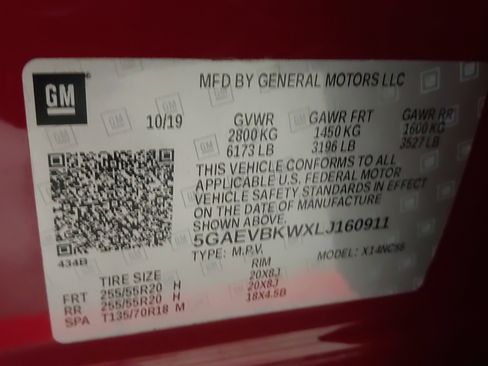 GM
MFD BY GENERAL MOTORS LLC
10/19 GVWR GAWR FRT GAWR RR
2800 KG 1450 KG 1600 KG
6173 LB 3196 LB 3527 LB
THIS VEHICLE CONFORMS TO ALL
APPLICABLE U.S. FEDERAL MOTOR
VEHICLE SAFETY STANDARDS IN EFFECT
ON THE DATE OF MANUFACTURE
SHOWN ABOVE.
5GAEVBKWXLJ160911
434B TYPE: M.P.V. MODEL: X14NC56
TIRE SIZE RIM
FRT 255/55R20 H 20X8J
RR 255/55R20 H 20X8J
SPA T135/70R18 M 18X4.5B